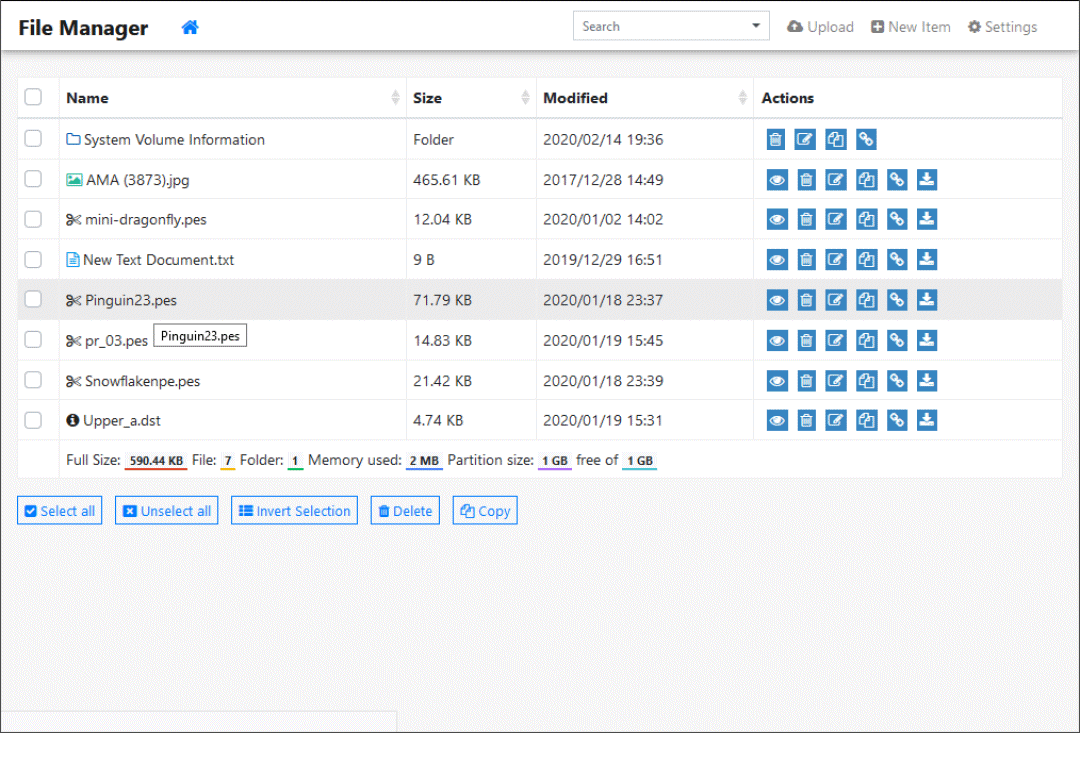 File Manager Search Upload New Item Settings
Name Size Modified Actions
System Volume Information Folder 2020/02/14 19:36
AMA (3873).jpg 465.61 KB 2017/12/28 14:49
mini-dragonfly.pes 12.04 KB 2020/01/02 14:02
New Text Document.txt 9 B 2019/12/29 16:51
Pinguin23.pes 71.79 KB 2020/01/18 23:37
pr_03.pes Pinguin23.pes 14.83 KB 2020/01/19 15:45
Snowflakenpe.pes 21.42 KB 2020/01/18 23:39
Upper_a.dst 4.74 KB 2020/01/19 15:31
Full Size: 590.44 KB File: 7 Folder: 1 Memory used: 2 MB Partition size: 1 GB free of 1 GB
Select all Unselect all Invert Selection Delete Copy